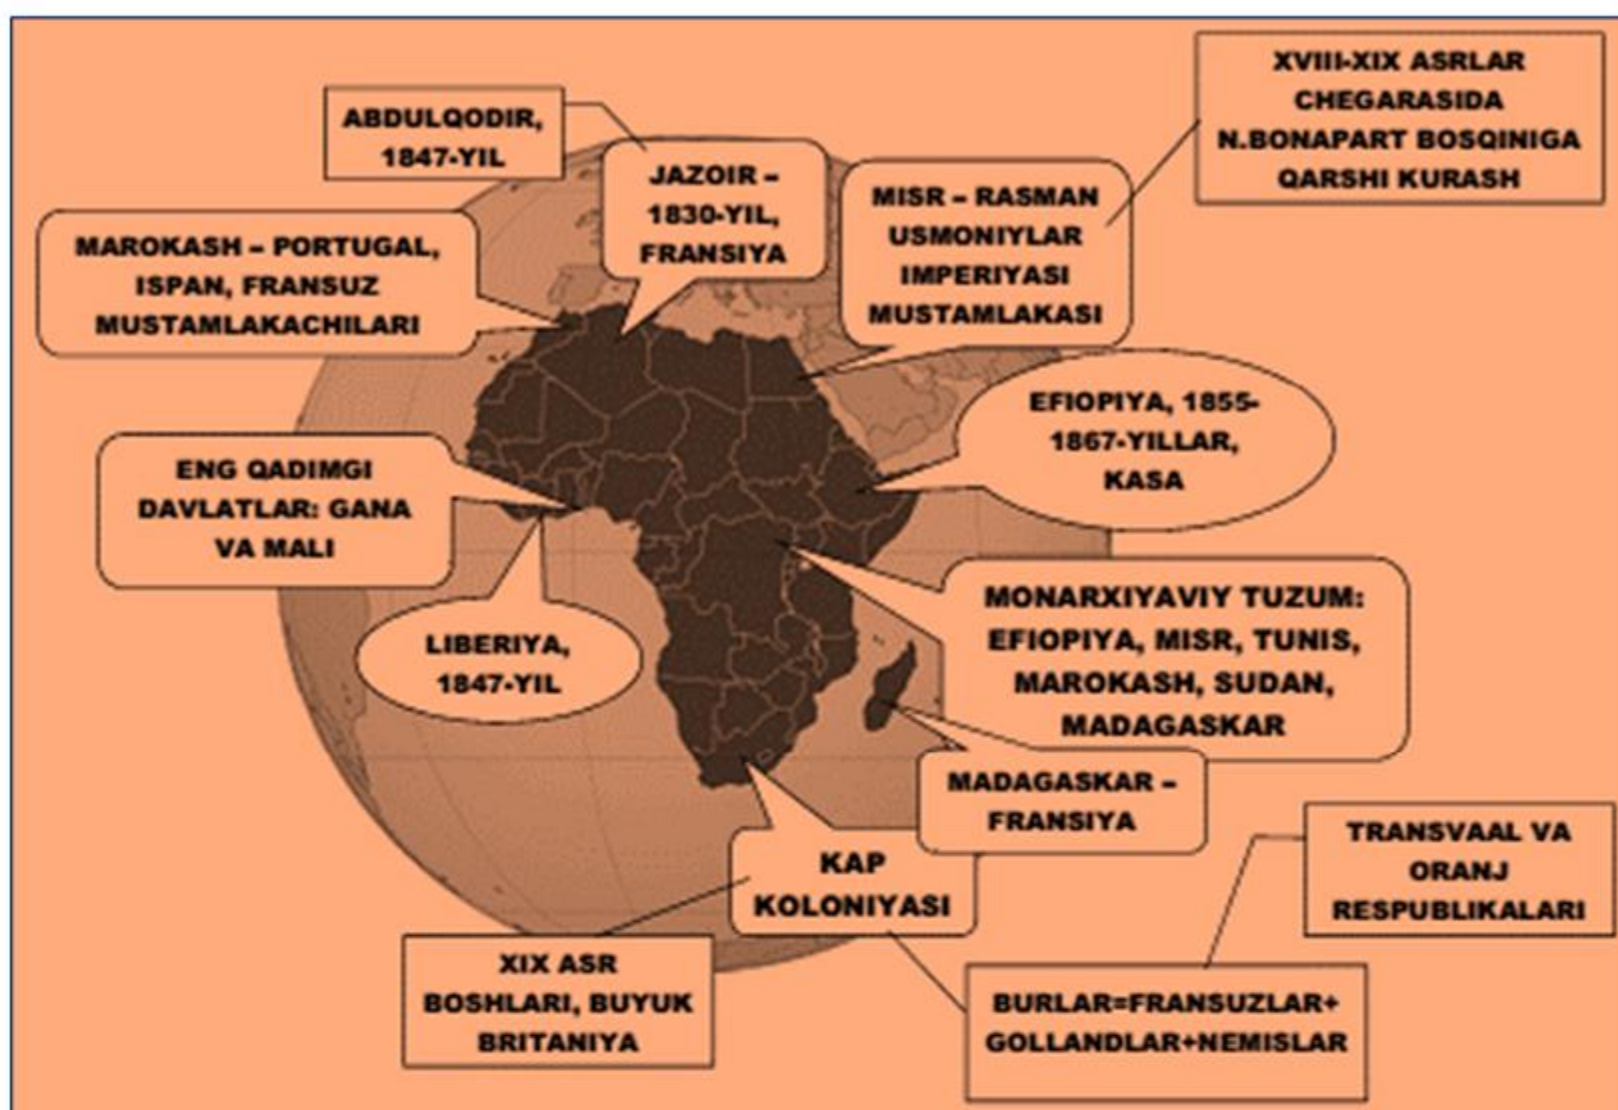 XVIII-XIX ASRLAR
CHEGARASIDA
N.BONAPART BOSQINIGA
QARSHI KURASH
ABDULQODIR,
1847-YIL
JAZOIR –
1830-YIL,
FRANSIYA
MISR – RASMAN
USMONIYLAR
IMPERIYASI
MUSTAMLAKASI
MAROKASH – PORTUGAL,
ISPAN, FRANSUZ
MUSTAMLAKACHILARI
EFIOPIYA, 1855-
1867-YILLAR,
KASA
ENG QADIMGI
DAVLATLAR: GANA
VA MALI
LIBERIYA,
1847-YIL
MONARXIYAVIY TUZUM:
EFIOPIYA, MISR, TUNIS,
MAROKASH, SUDAN,
MADAGASKAR
MADAGASKAR –
FRANSIYA
KAP
KOLONIYASI
TRANSVAAL VA
ORANJ
RESPUBLIKALARI
XIX ASR
BOSHLARI, BUYUK
BRITANIYA
BURLAR=FRANSUZLAR+
GOLLANDLAR+NEMISLAR